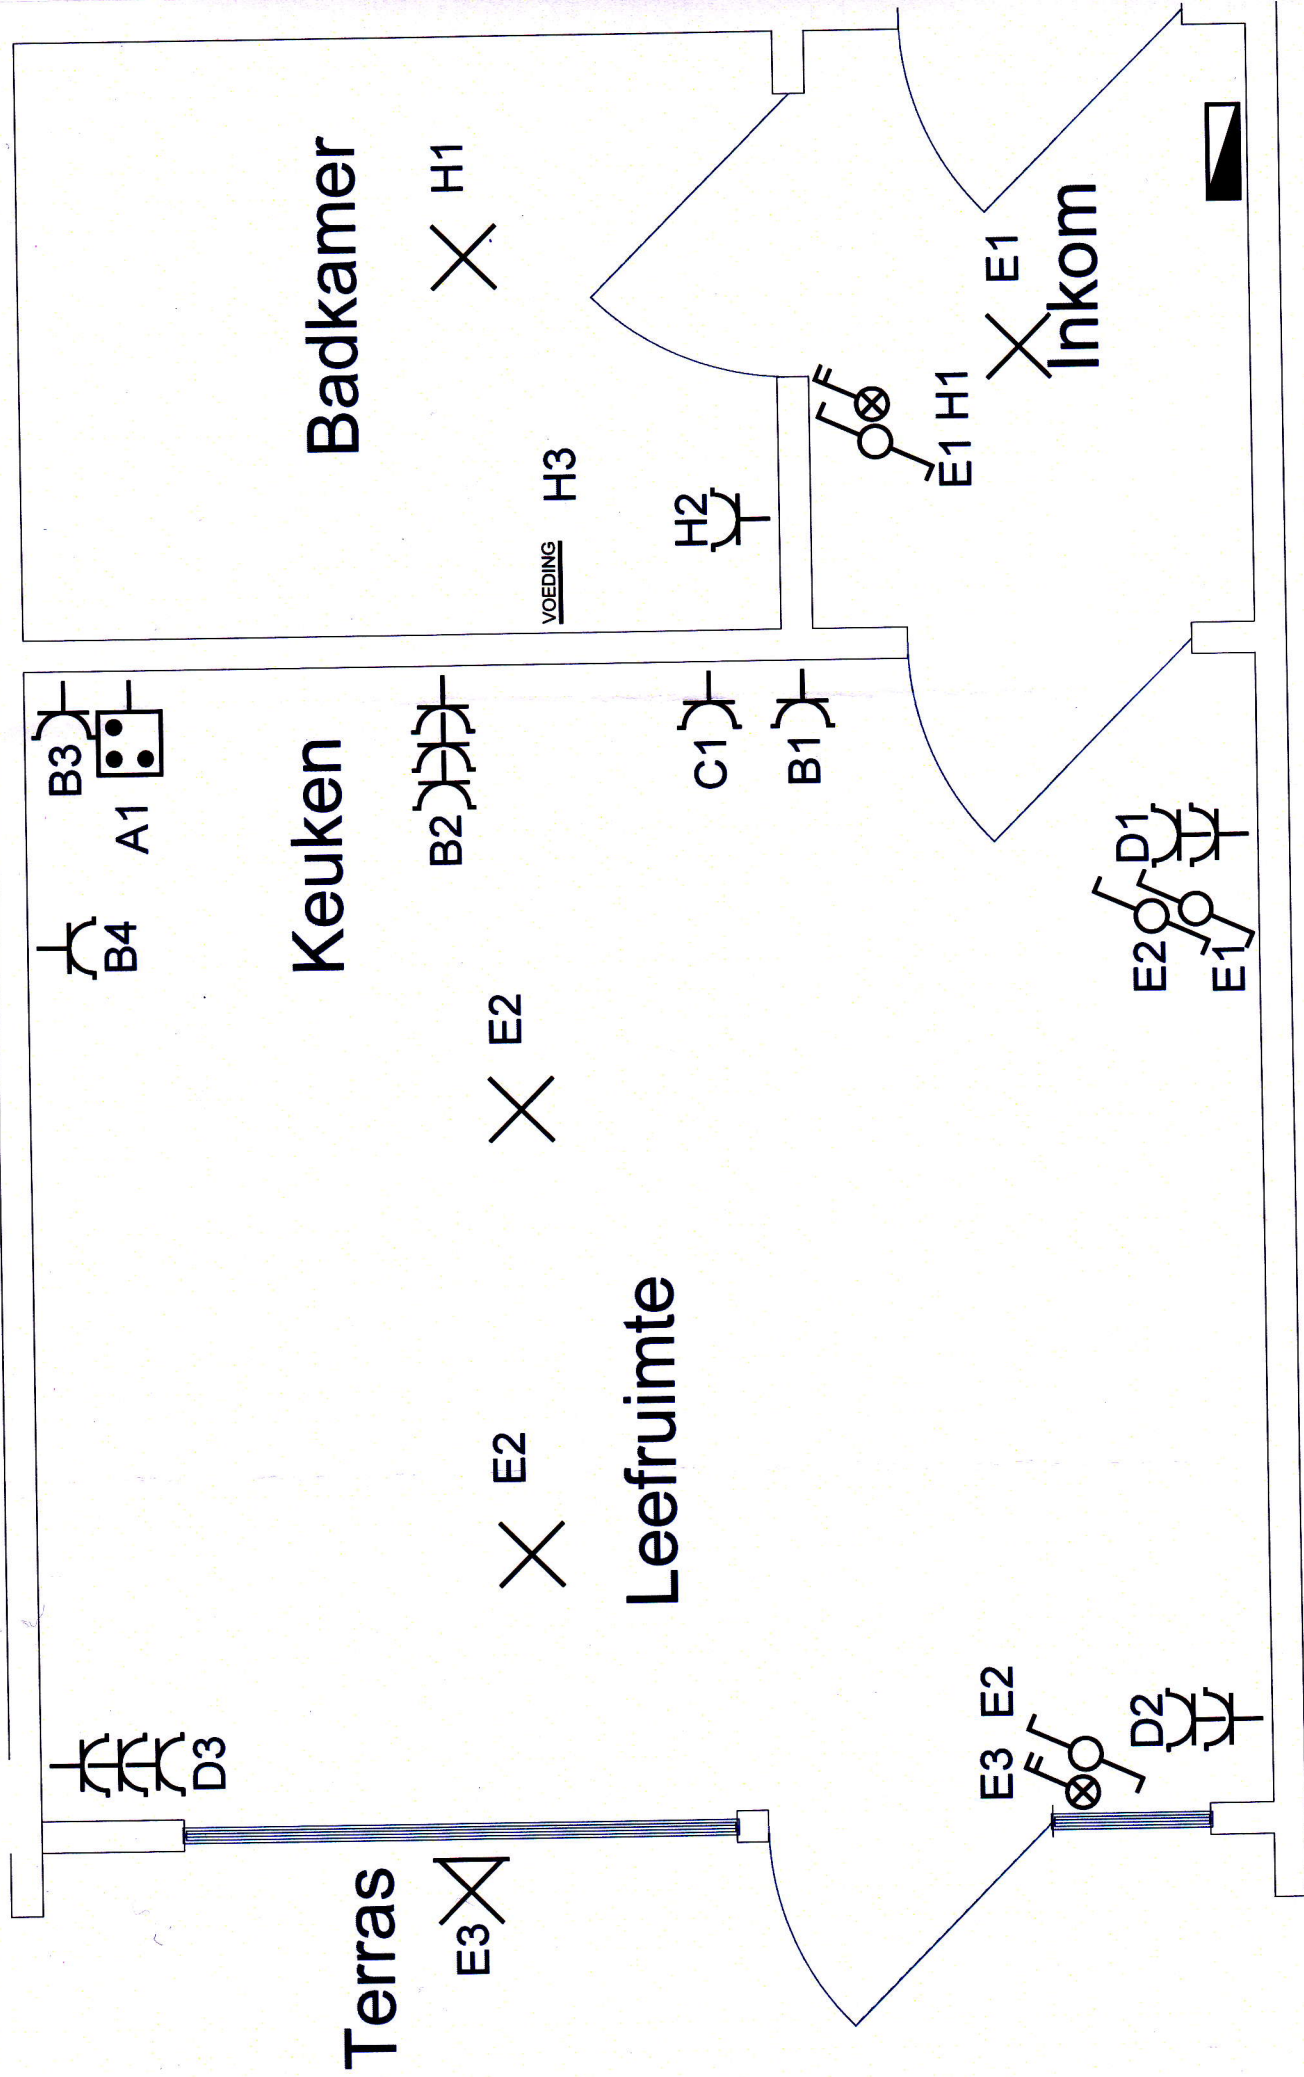 Terras
E3
D3
E3 E2
D2
Leefruimte
E2
E2
Keuken
B4
B3
A1
B2
C1
B1
D1
E2
E1
Badkamer
H1
VOEDING H3
H2
E1 H1
E1
Inkom